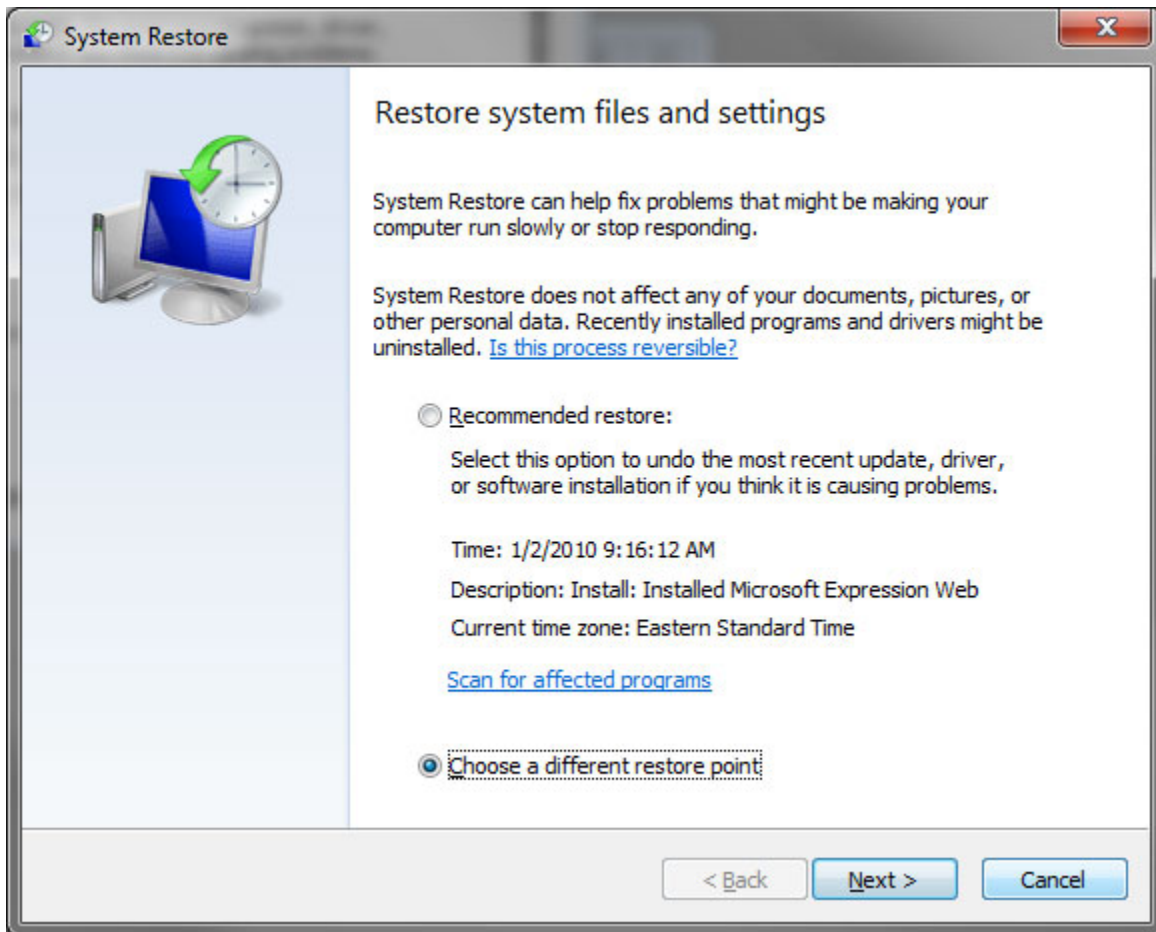 System Restore
Restore system files and settings
System Restore can help fix problems that might be making your
computer run slowly or stop responding.
System Restore does not affect any of your documents, pictures, or
other personal data. Recently installed programs and drivers might be
uninstalled. Is this process reversible?
Recommended restore:
Select this option to undo the most recent update, driver,
or software installation if you think it is causing problems.
Time: 1/2/2010 9:16:12 AM
Description: Install: Installed Microsoft Expression Web
Current time zone: Eastern Standard Time
Scan for affected programs
Choose a different restore point
< Back
Next >
Cancel